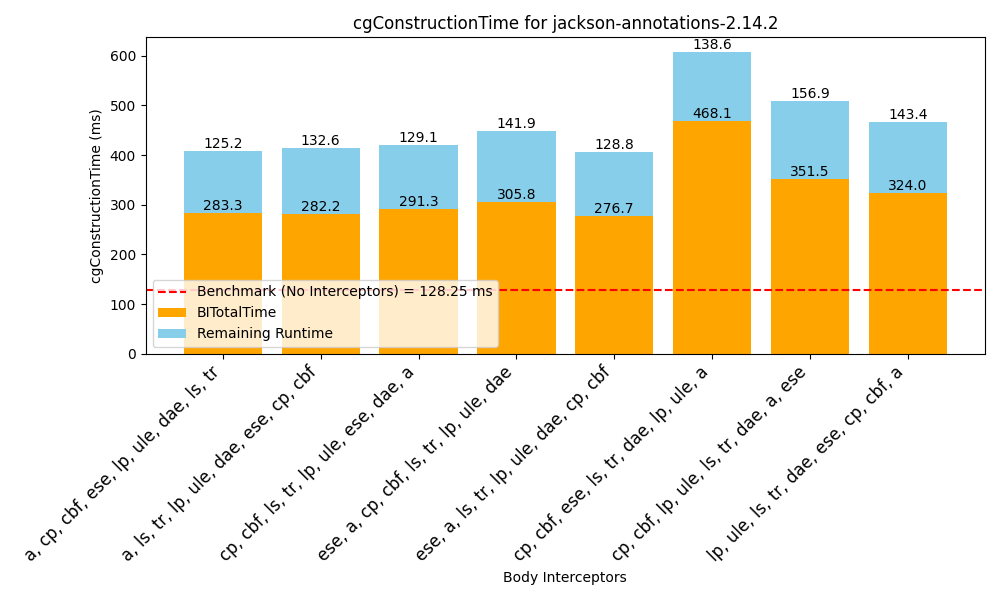 cgConstructionTime for jackson-annotations-2.14.2
cgConstructionTime (ms)
600
500
400
300
200
100
0
125.2
132.6
129.1
141.9
128.8
138.6
156.9
143.4
283.3
282.2
291.3
305.8
276.7
468.1
351.5
324.0
Benchmark (No Interceptors) = 128.25 ms
BITotalTime
Remaining Runtime
a, cp, cbf, ese, lp, ule, dae, ls, tr
a, ls, tr, lp, ule, dae, ese, cp, cbf
cp, cbf, ls, tr, lp, ule, ese, dae, a
ese, a, cp, cbf, ls, tr, lp, ule, dae
ese, a, ls, tr, lp, ule, dae, cp, cbf
cp, cbf, ese, ls, tr, dae, lp, ule, a
cp, cbf, lp, ule, ls, tr, dae, a, ese
lp, ule, ls, tr, dae, ese, cp, cbf, a
Body Interceptors